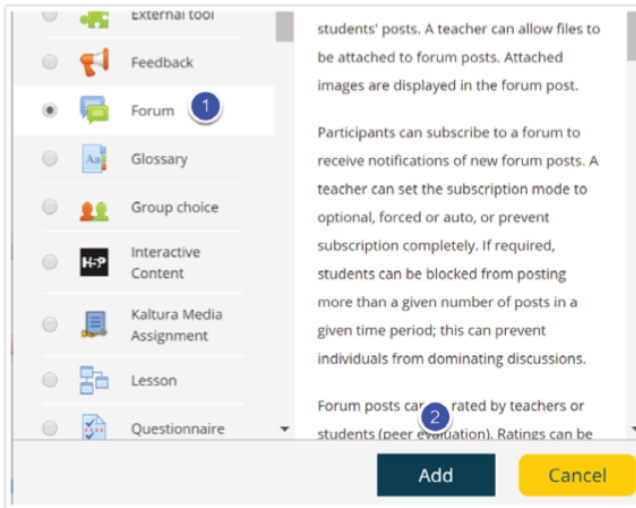 External tool
Feedback
Forum 1
Aa
Glossary
Group choice
H-P
Interactive
Content
Kaltura Media
Assignment
Lesson
Questionnaire
students' posts. A teacher can allow files to
be attached to forum posts. Attached
images are displayed in the forum post.
Participants can subscribe to a forum to
receive notifications of new forum posts. A
teacher can set the subscription mode to
optional, forced or auto, or prevent
subscription completely. If required,
students can be blocked from posting
more than a given number of posts in a
given time period; this can prevent
individuals from dominating discussions.
Forum posts can rated by teachers or
2
students (peer evaluation). Ratings can be
Add
Cancel